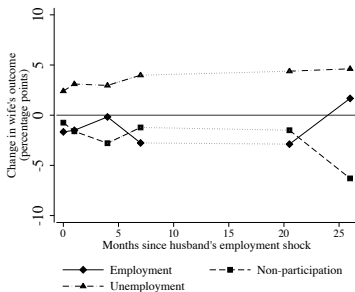 Change in wife's outcome
(percentage points)
10
5
0
-5
-10
0 5 10 15 20 25
Months since husband's employment shock
Employment Non-participation
Unemployment